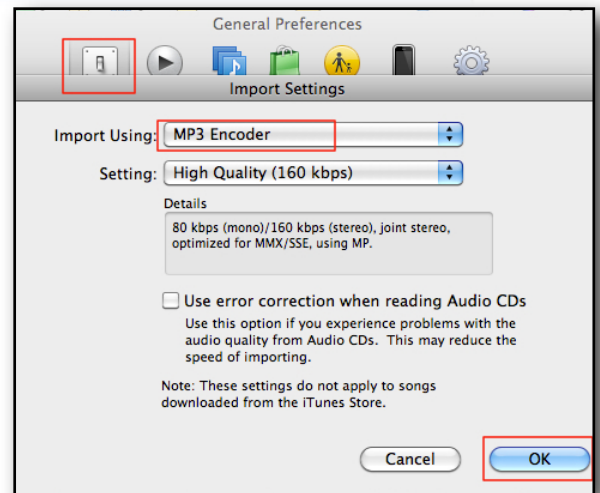 General Preferences
Import Settings
Import Using: MP3 Encoder
Setting: High Quality (160 kbps)
Details
80 kbps (mono)/160 kbps (stereo), joint stereo,
optimized for MMX/SSE, using MP.
Use error correction when reading Audio CDs
Use this option if you experience problems with the
audio quality from Audio CDs. This may reduce the
speed of importing.
Note: These settings do not apply to songs
downloaded from the iTunes Store.
Cancel OK